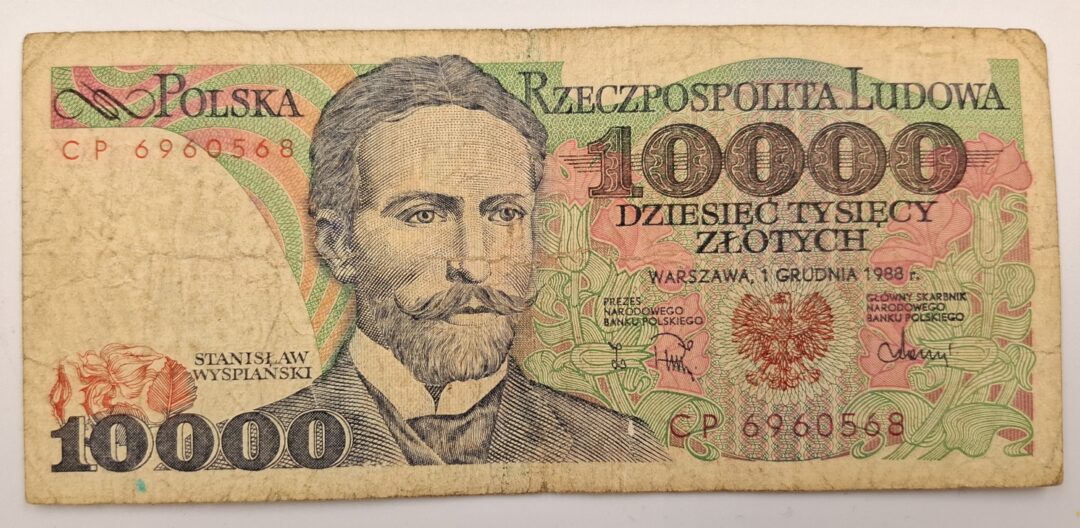 POLSKA
RZECZPOSPOLITA LUDOWA
CP 6960568
10000
DZIESIĘĆ TYSIĘCY
ZŁOTYCH
WARSZAWA, 1 GRUDNIA 1988 r.
PREZES
NARODOWEGO
BANKU POLSKIEGO
GŁÓWNY SKARBNIK
NARODOWEGO
BANKU POLSKIEGO
STANISŁAW
WYSPIAŃSKI
10000
CP 6960568